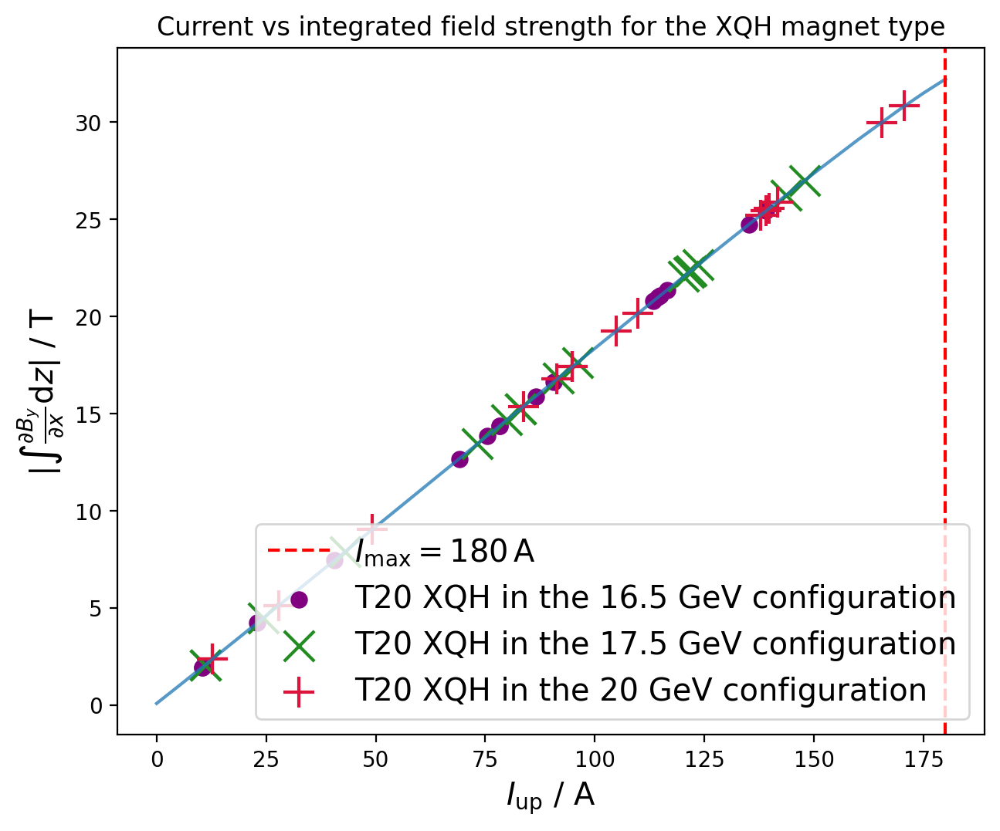 Current vs integrated field strength for the XQH magnet type
|∫ ∂B_y/∂x dz| / T
30
25
20
15
10
5
0
I_max = 180 A
T20 XQH in the 16.5 GeV configuration
T20 XQH in the 17.5 GeV configuration
T20 XQH in the 20 GeV configuration
0 25 50 75 100 125 150 175
I_up / A